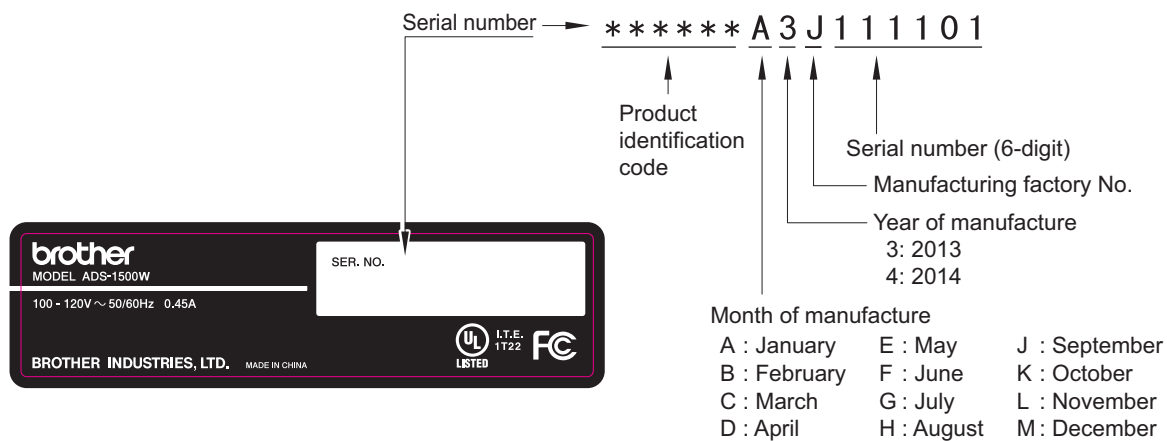 Serial number
****** A 3 J 1 1 1 1 0 1
Product
identification
code
Serial number (6-digit)
Manufacturing factory No.
Year of manufacture
3: 2013
4: 2014
Month of manufacture
A : January E : May J : September
B : February F : June K : October
C : March G : July L : November
D : April H : August M : December
brother
MODEL ADS-1500W
100 - 120V ~ 50/60Hz 0.45A
BROTHER INDUSTRIES, LTD. MADE IN CHINA
SER. NO.
UL
LISTED
I.T.E.
1T22
FC